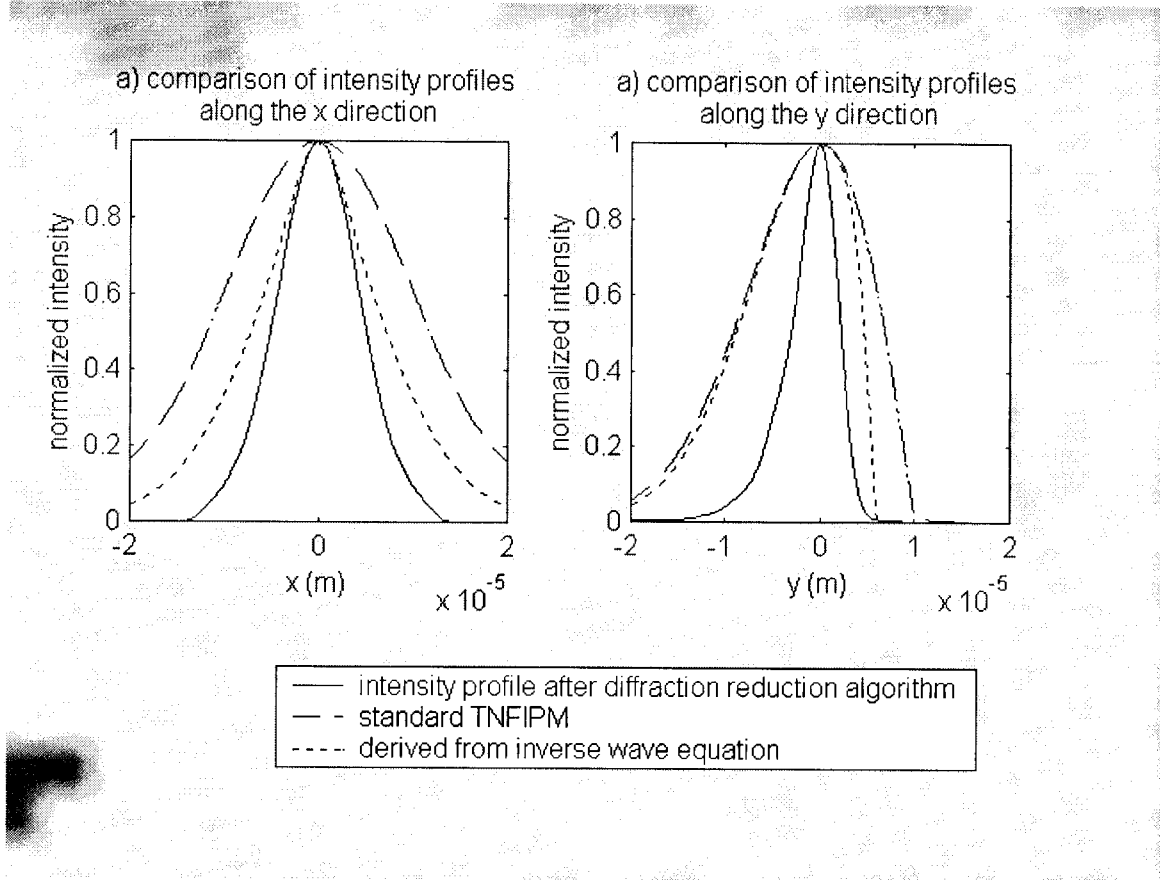 a) comparison of intensity profiles
along the x direction
1
0.8
0.6
0.4
0.2
0
normalized intensity
-2
0
2
x (m)
x 10^-5
a) comparison of intensity profiles
along the y direction
1
0.8
0.6
0.4
0.2
0
normalized intensity
-2
-1
0
1
2
y (m)
x 10^-5
intensity profile after diffraction reduction algorithm
standard TNFIPM
derived from inverse wave equation